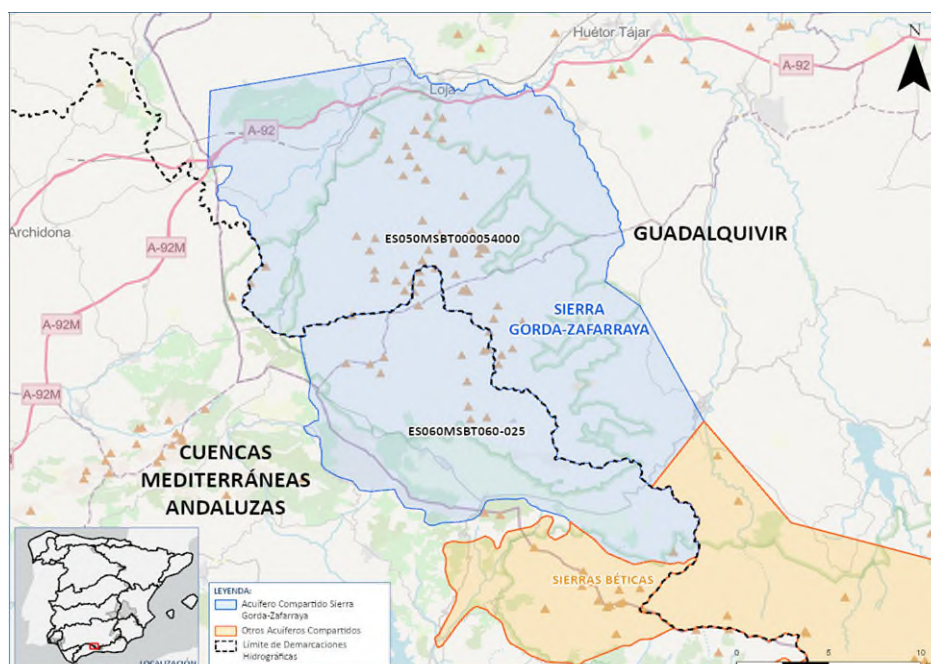 Huétor Tájar
N
A-92
Loja
A-92
Archidona
ES050MSBT000054000
GUADALQUIVIR
A-92M
SIERRA
GORDA-ZAFARRAYA
A-92M
ES060MSBT060-025
CUENCAS
MEDITERRÁNEAS
ANDALUZAS
SIERRAS BÉTICAS
LEYENDA:
Acuífero Compartido Sierra
Gorda-Zafarraya
Otros Acuíferos Compartidos
Límite de Demarcaciones
Hidrográficas
LOCALIZACIÓN
0 5 10